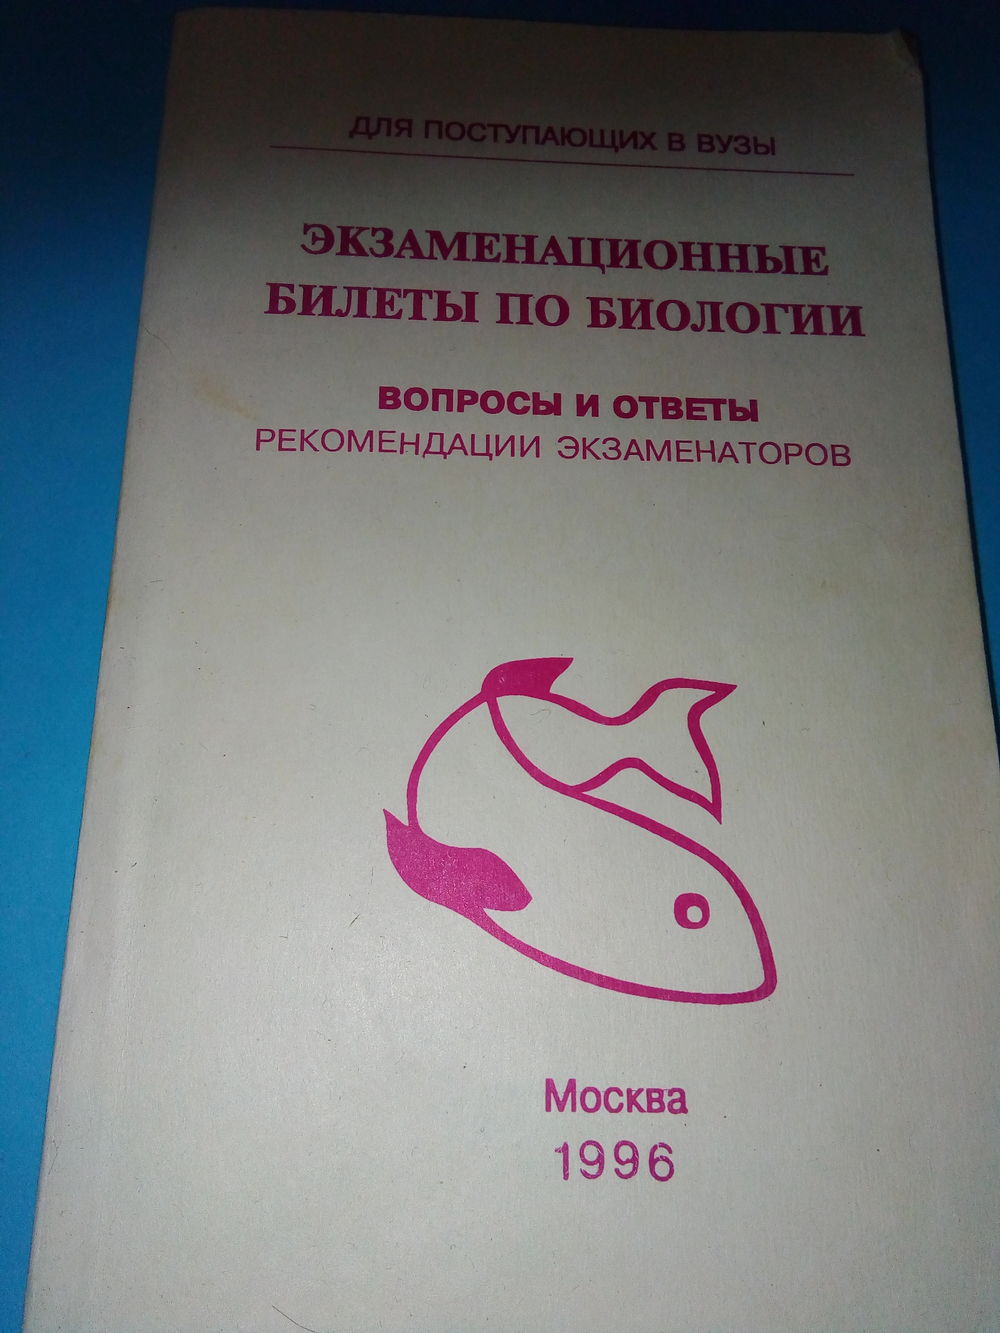 ДЛЯ ПОСТУПАЮЩИХ В ВУЗЫ
ЭКЗАМЕНАЦИОННЫЕ
БИЛЕТЫ ПО БИОЛОГИИ
ВОПРОСЫ И ОТВЕТЫ
РЕКОМЕНДАЦИИ ЭКЗАМЕНАТОРОВ
Москва
1996